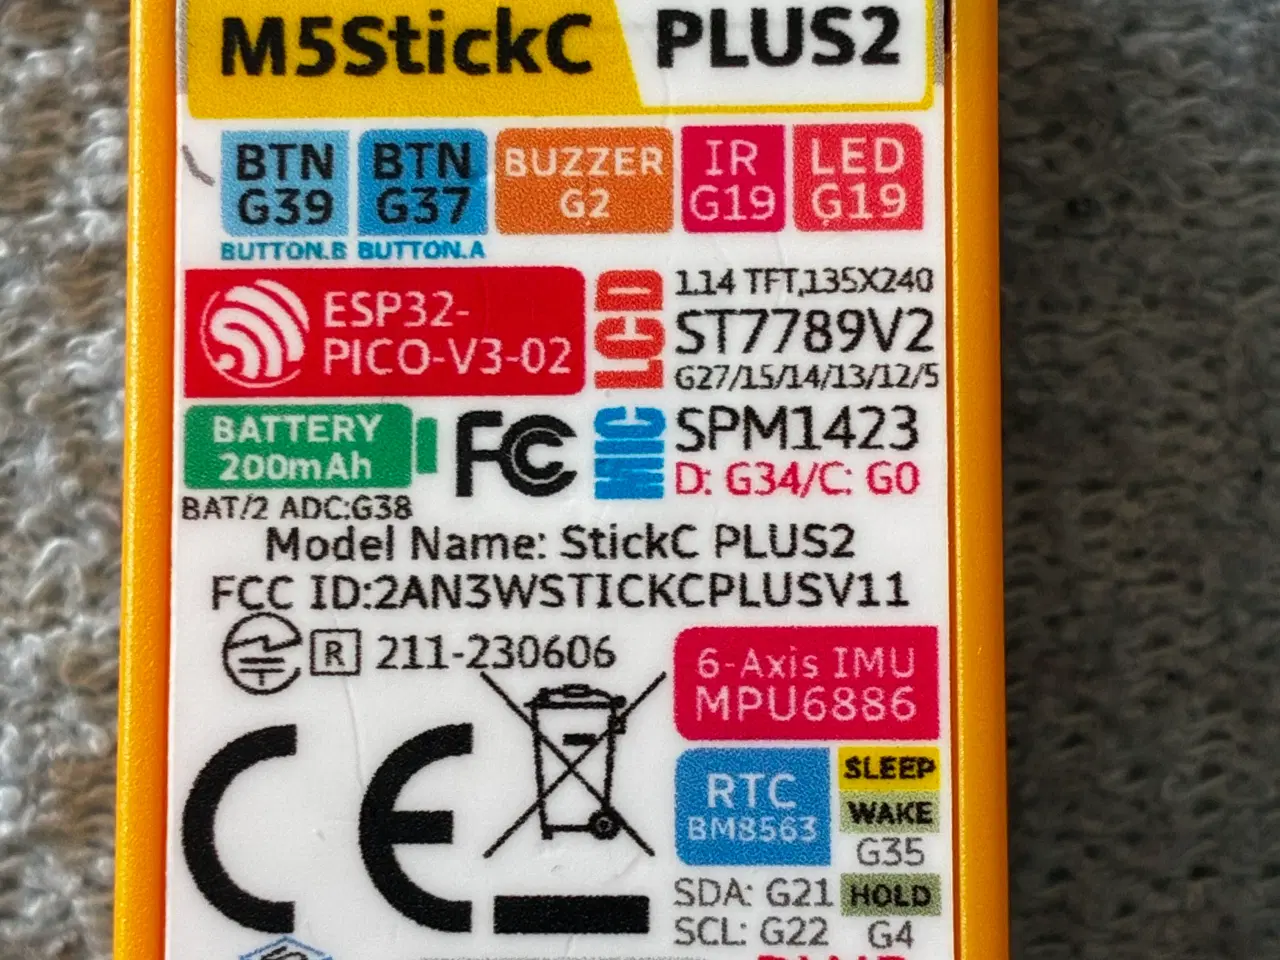 M5StickC PLUS2
BTN G39
BUTTON.B
BTN G37
BUTTON.A
BUZZER G2
IR G19
LED G19
ESP32-
PICO-V3-02
LCD
1.14 TFT,135X240
ST7789V2
G27/15/14/13/12/5
BATTERY
200mAh
BAT/2 ADC:G38
FC
MIC
SPM1423
D: G34/C: G0
Model Name: StickC PLUS2
FCC ID:2AN3WSTICKCPLUSV11
R 211-230606
6-Axis IMU
MPU6886
CE
RTC
BM8563
SLEEP
WAKE
G35
SDA: G21
SCL: G22
HOLD
G4